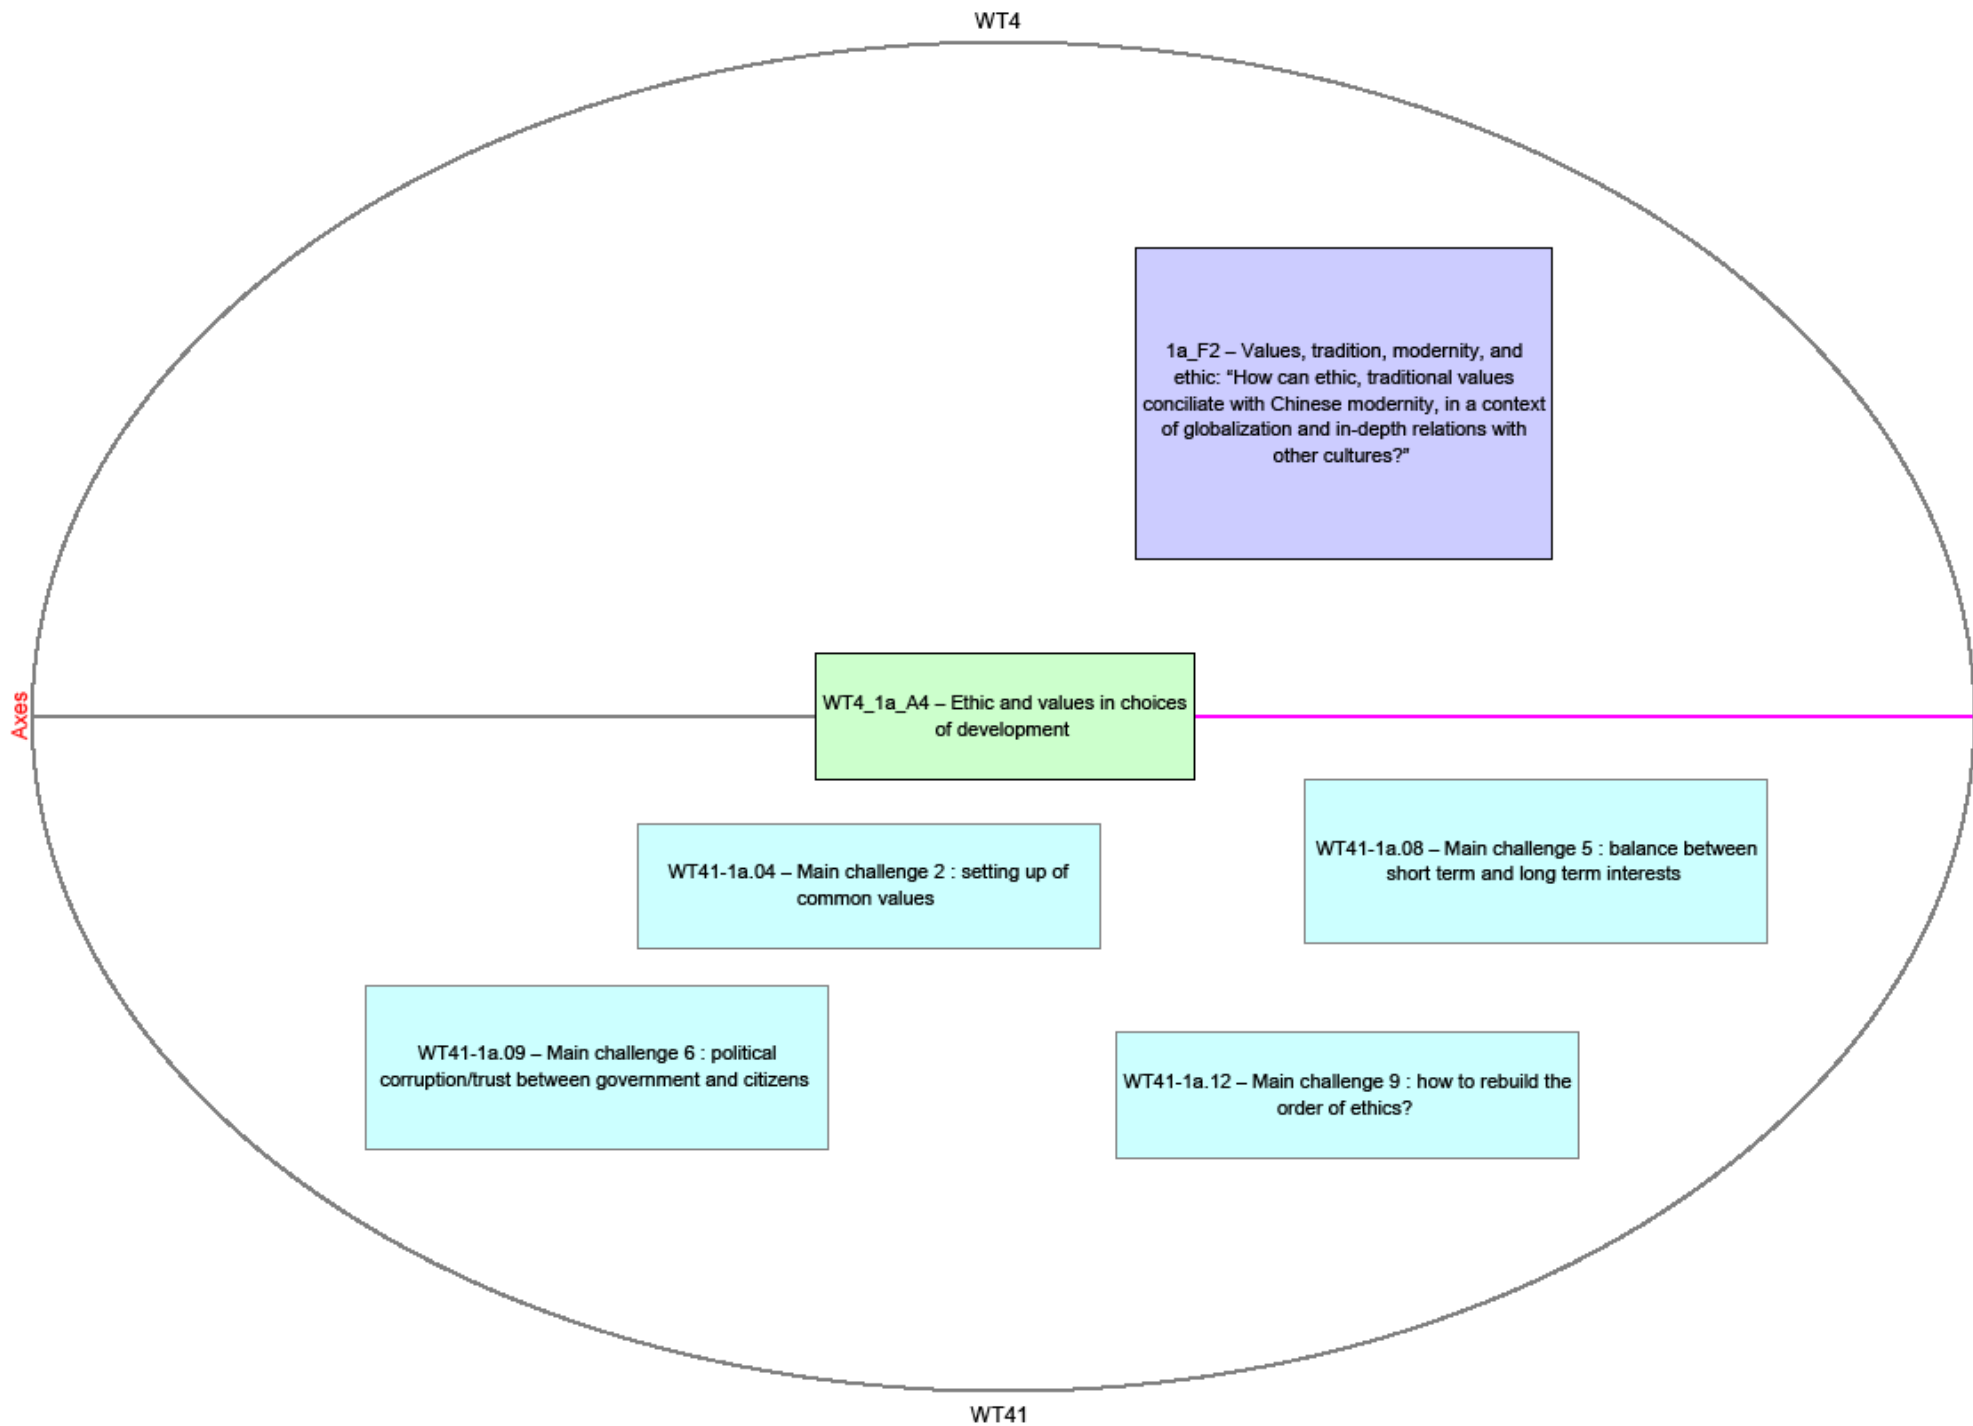 WT4
1a_F2 – Values, tradition, modernity, and
ethic: “How can ethic, traditional values
conciliate with Chinese modernity, in a context
of globalization and in-depth relations with
other cultures?”
Axes
WT4_1a_A4 – Ethic and values in choices
of development
WT41-1a.04 – Main challenge 2 : setting up of
common values
WT41-1a.08 – Main challenge 5 : balance between
short term and long term interests
WT41-1a.09 – Main challenge 6 : political
corruption/trust between government and citizens
WT41-1a.12 – Main challenge 9 : how to rebuild the
order of ethics?
WT41